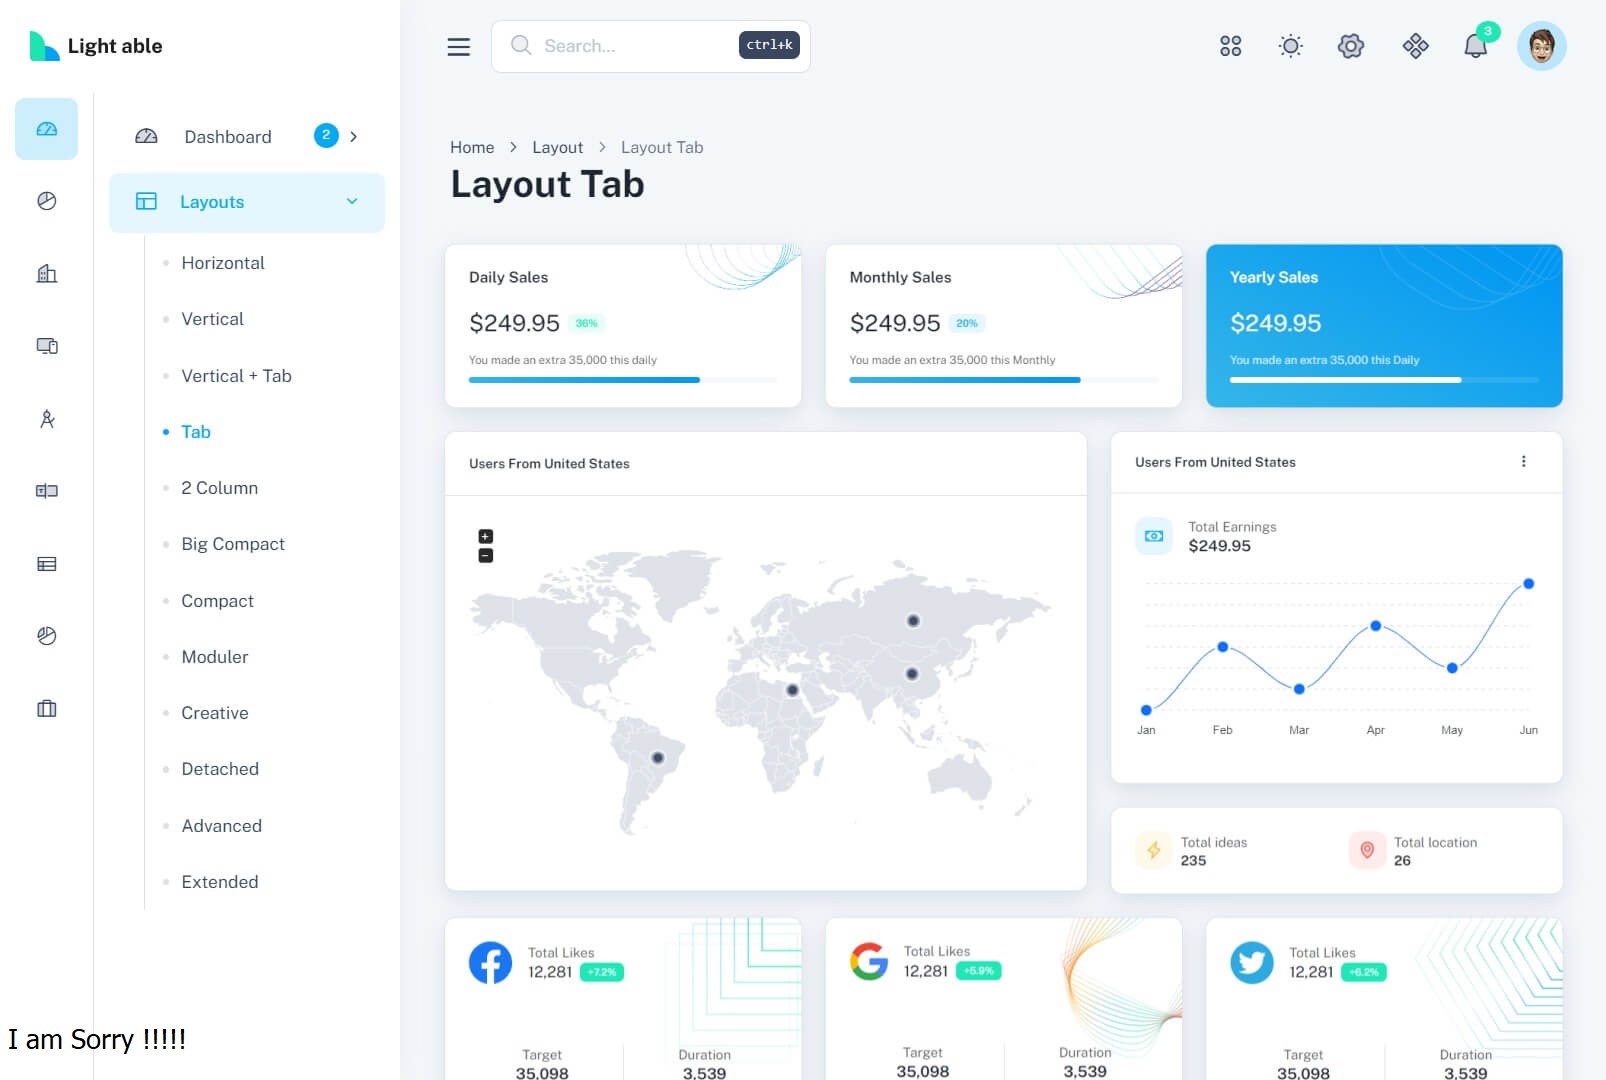 Light able
Search...
ctrl+k
3
Dashboard
2
Layouts
Horizontal
Vertical
Vertical + Tab
Tab
2 Column
Big Compact
Compact
Moduler
Creative
Detached
Advanced
Extended
I am Sorry !!!!!
Home > Layout > Layout Tab
Layout Tab
Daily Sales
$249.95 36%
You made an extra 35,000 this daily
Monthly Sales
$249.95 20%
You made an extra 35,000 this Monthly
Yearly Sales
$249.95
You made an extra 35,000 this Daily
Users From United States
+
−
Users From United States
Total Earnings
$249.95
Jan Feb Mar Apr May Jun
Total ideas
235
Total location
26
Total Likes
12,281 +7.2%
Target
35,098
Duration
3,539
Total Likes
12,281 +5.9%
Target
35,098
Duration
3,539
Total Likes
12,281 +6.2%
Target
35,098
Duration
3,539